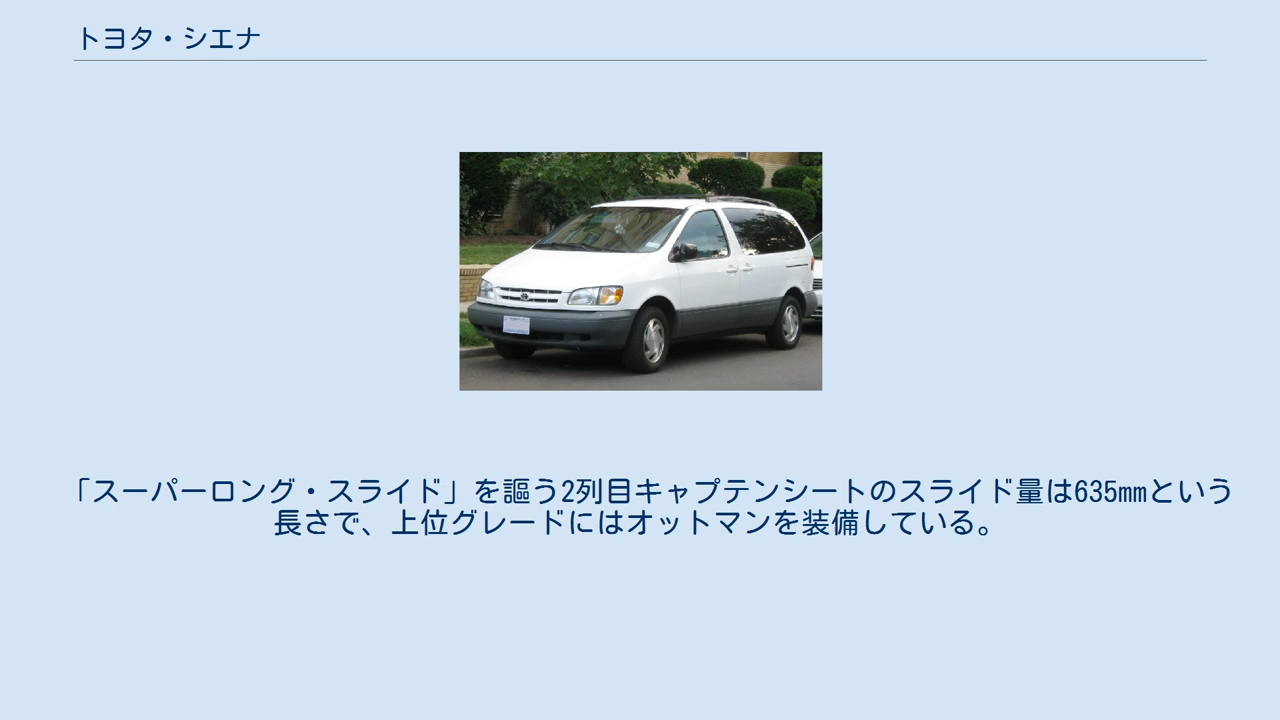 トヨタ・シエナ
「スーパーロング・スライド」を謳う2列目キャプテンシートのスライド量は635mmという
長さで、上位グレードにはオットマンを装備している。